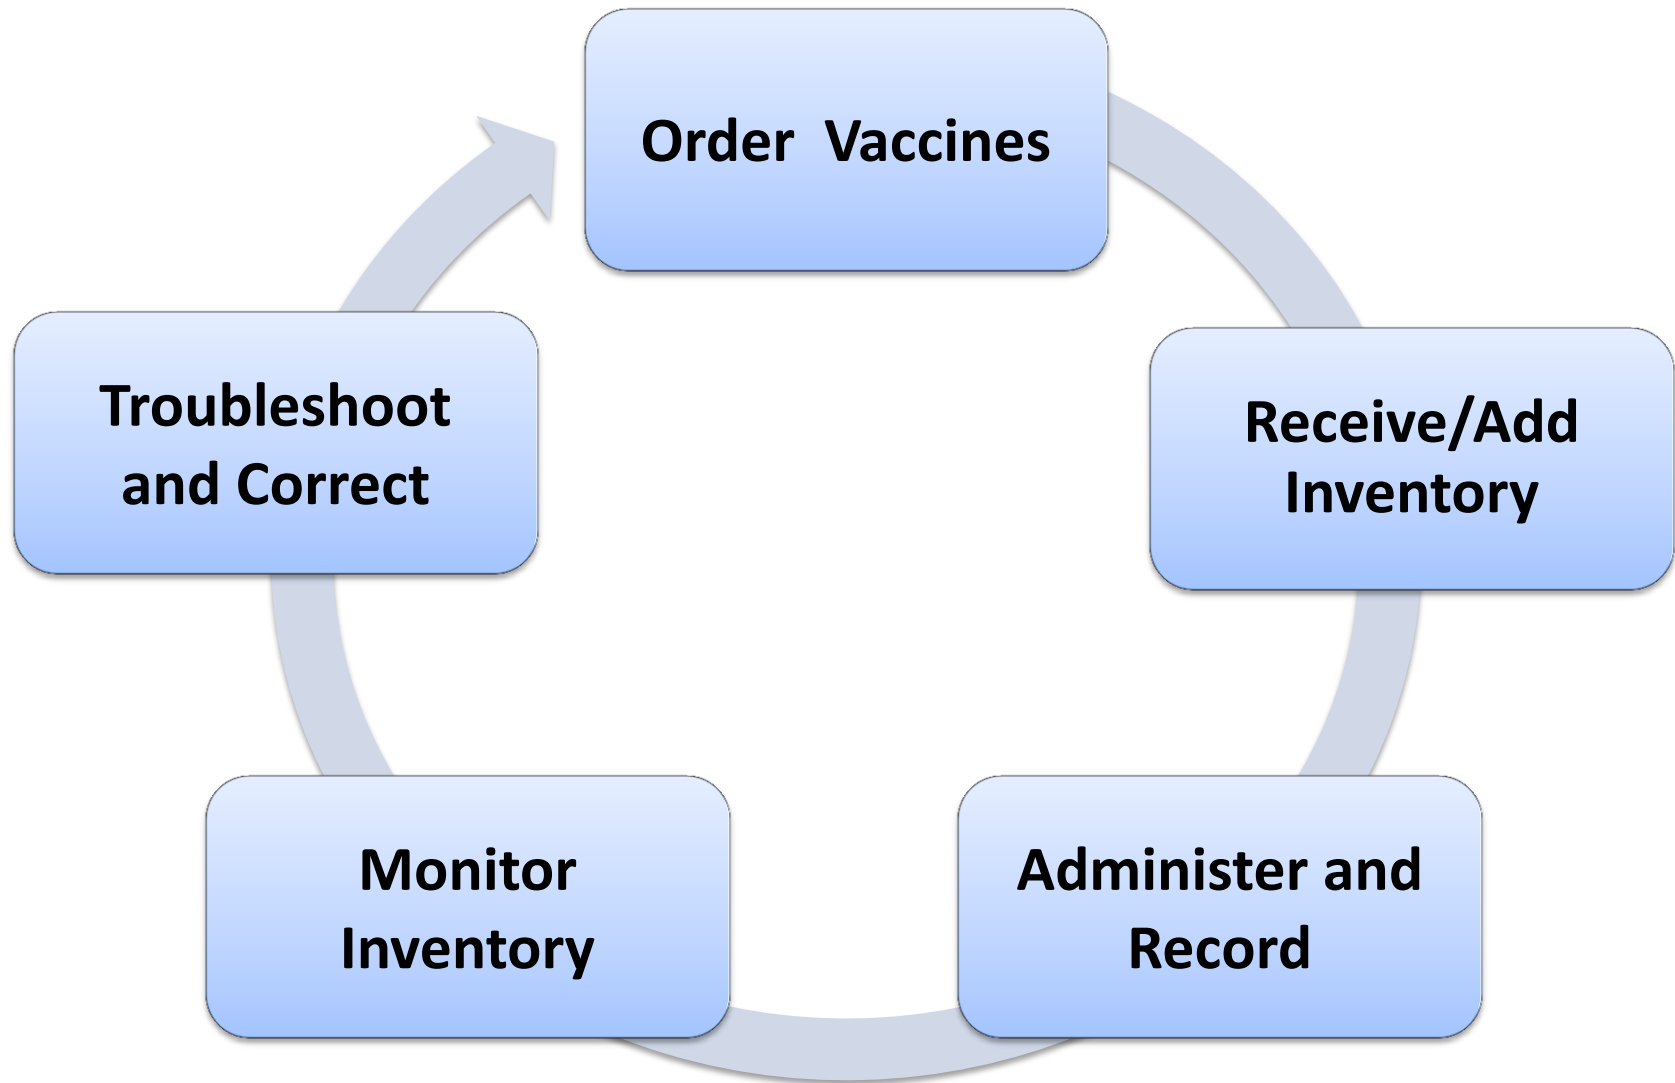 Order  Vaccines
Receive/Add
Inventory
Administer and
Record
Monitor
Inventory
Troubleshoot
and Correct